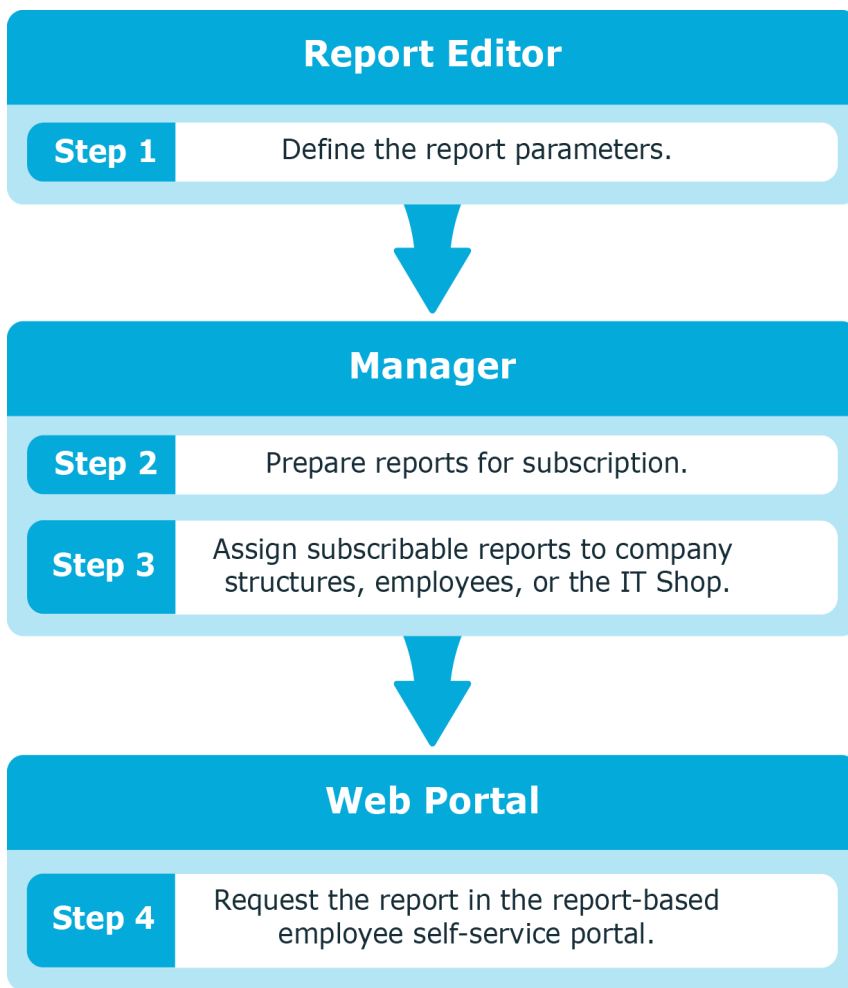 Report Editor
Step 1
Define the report parameters.
Manager
Step 2
Prepare reports for subscription.
Step 3
Assign subscribable reports to company
structures, employees, or the IT Shop.
Web Portal
Step 4
Request the report in the report-based
employee self-service portal.